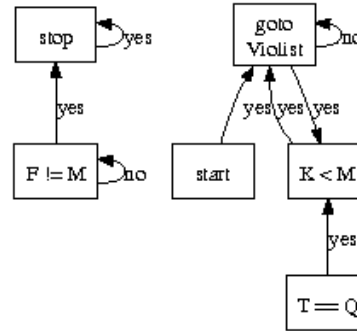 goto
stop
yes
Violist
no
yes
yes
yes
yes
F != M
no
start
K < M
yes
T == Q